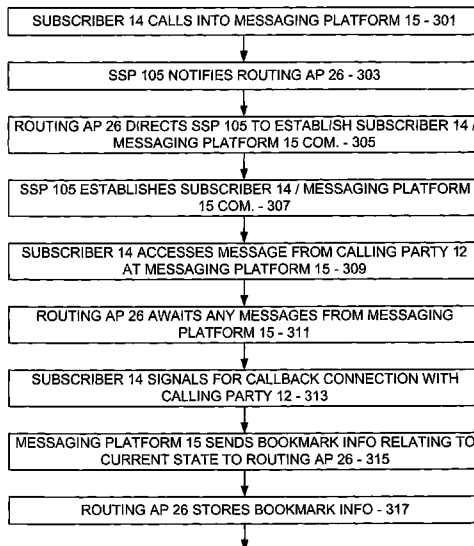 SUBSCRIBER 14 CALLS INTO MESSAGING PLATFORM 15 - 301
SSP 105 NOTIFIES ROUTING AP 26 - 303
ROUTING AP 26 DIRECTS SSP 105 TO ESTABLISH SUBSCRIBER 14 /
MESSAGING PLATFORM 15 COM. - 305
SSP 105 ESTABLISHES SUBSCRIBER 14 / MESSAGING PLATFORM
15 COM. - 307
SUBSCRIBER 14 ACCESSES MESSAGE FROM CALLING PARTY 12
AT MESSAGING PLATFORM 15 - 309
ROUTING AP 26 AWAITS ANY MESSAGES FROM MESSAGING
PLATFORM 15 - 311
SUBSCRIBER 14 SIGNALS FOR CALLBACK CONNECTION WITH
CALLING PARTY 12 - 313
MESSAGING PLATFORM 15 SENDS BOOKMARK INFO RELATING TO
CURRENT STATE TO ROUTING AP 26 - 315
ROUTING AP 26 STORES BOOKMARK INFO - 317